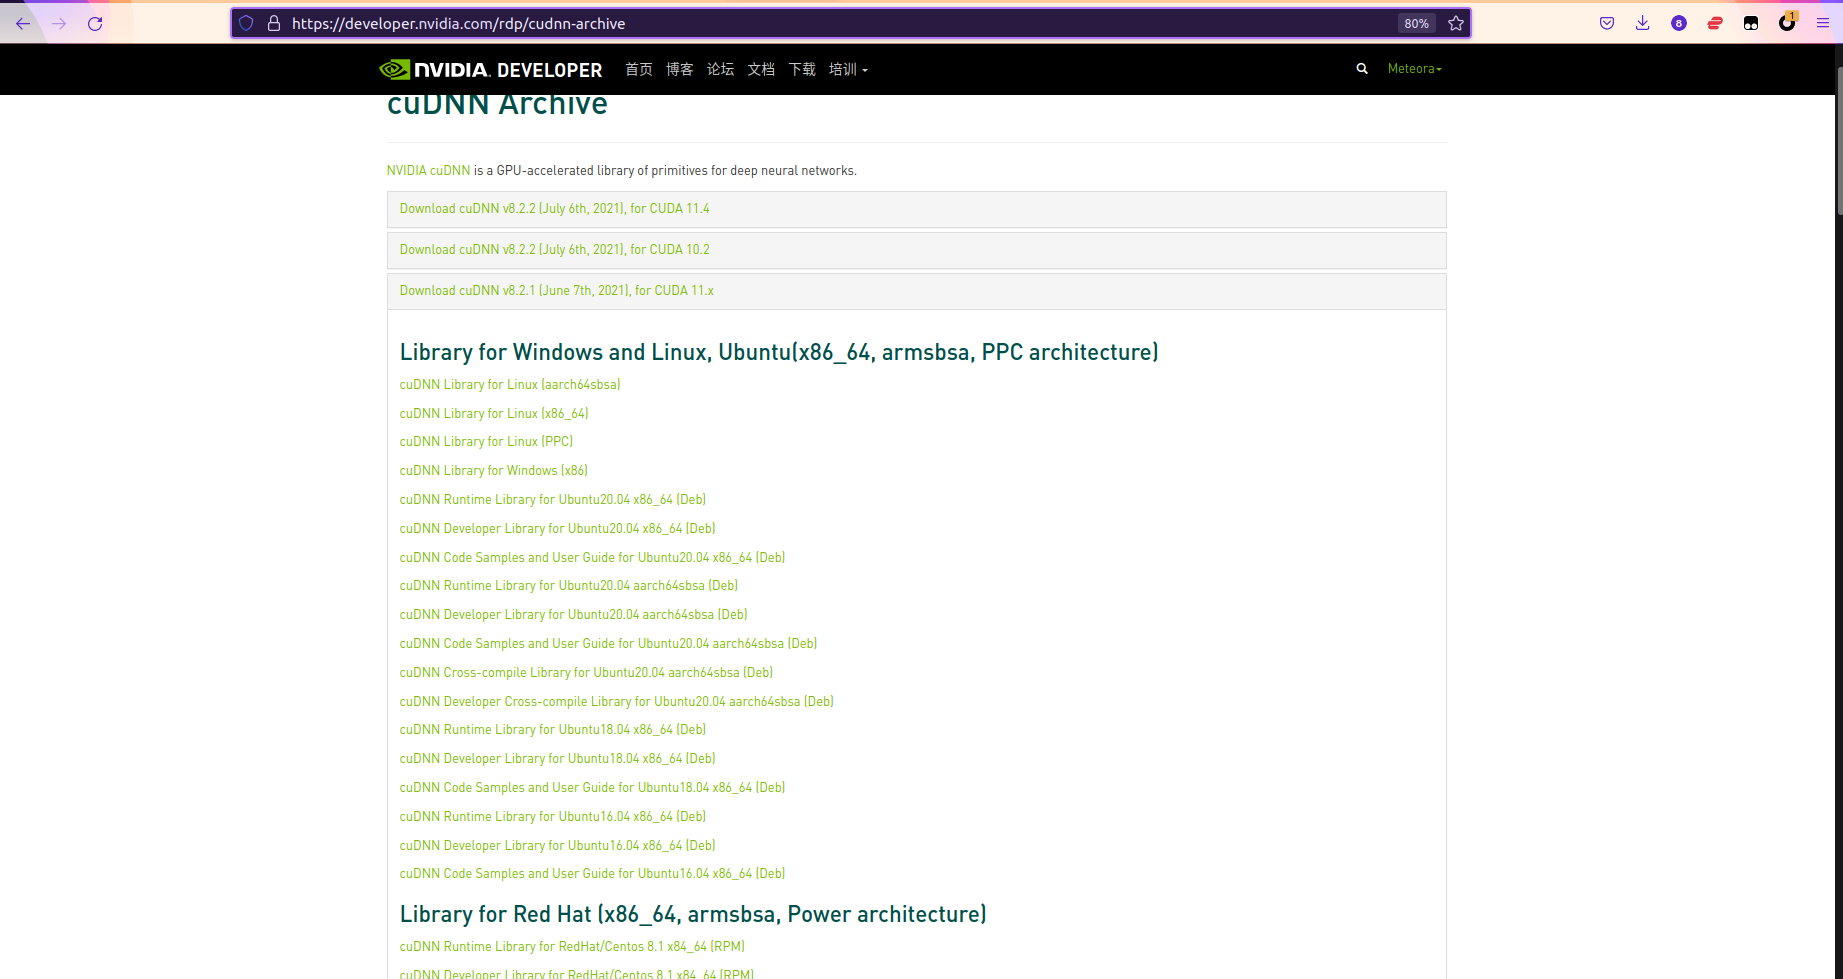 https://developer.nvidia.com/rdp/cudnn-archive
80%
8
1
NVIDIA. DEVELOPER 首页 博客 论坛 文档 下载 培训
Meteora
cuDNN Archive
NVIDIA cuDNN is a GPU-accelerated library of primitives for deep neural networks.
Download cuDNN v8.2.2 (July 6th, 2021), for CUDA 11.4
Download cuDNN v8.2.2 (July 6th, 2021), for CUDA 10.2
Download cuDNN v8.2.1 (June 7th, 2021), for CUDA 11.x
Library for Windows and Linux, Ubuntu(x86_64, armsbsa, PPC architecture)
cuDNN Library for Linux (aarch64sbsa)
cuDNN Library for Linux (x86_64)
cuDNN Library for Linux (PPC)
cuDNN Library for Windows (x86)
cuDNN Runtime Library for Ubuntu20.04 x86_64 (Deb)
cuDNN Developer Library for Ubuntu20.04 x86_64 (Deb)
cuDNN Code Samples and User Guide for Ubuntu20.04 x86_64 (Deb)
cuDNN Runtime Library for Ubuntu20.04 aarch64sbsa (Deb)
cuDNN Developer Library for Ubuntu20.04 aarch64sbsa (Deb)
cuDNN Code Samples and User Guide for Ubuntu20.04 aarch64sbsa (Deb)
cuDNN Cross-compile Library for Ubuntu20.04 aarch64sbsa (Deb)
cuDNN Developer Cross-compile Library for Ubuntu20.04 aarch64sbsa (Deb)
cuDNN Runtime Library for Ubuntu18.04 x86_64 (Deb)
cuDNN Developer Library for Ubuntu18.04 x86_64 (Deb)
cuDNN Code Samples and User Guide for Ubuntu18.04 x86_64 (Deb)
cuDNN Runtime Library for Ubuntu16.04 x86_64 (Deb)
cuDNN Developer Library for Ubuntu16.04 x86_64 (Deb)
cuDNN Code Samples and User Guide for Ubuntu16.04 x86_64 (Deb)
Library for Red Hat (x86_64, armsbsa, Power architecture)
cuDNN Runtime Library for RedHat/Centos 8.1 x84_64 (RPM)
cuDNN Developer Library for RedHat/Centos 8.1 x84_64 (RPM)